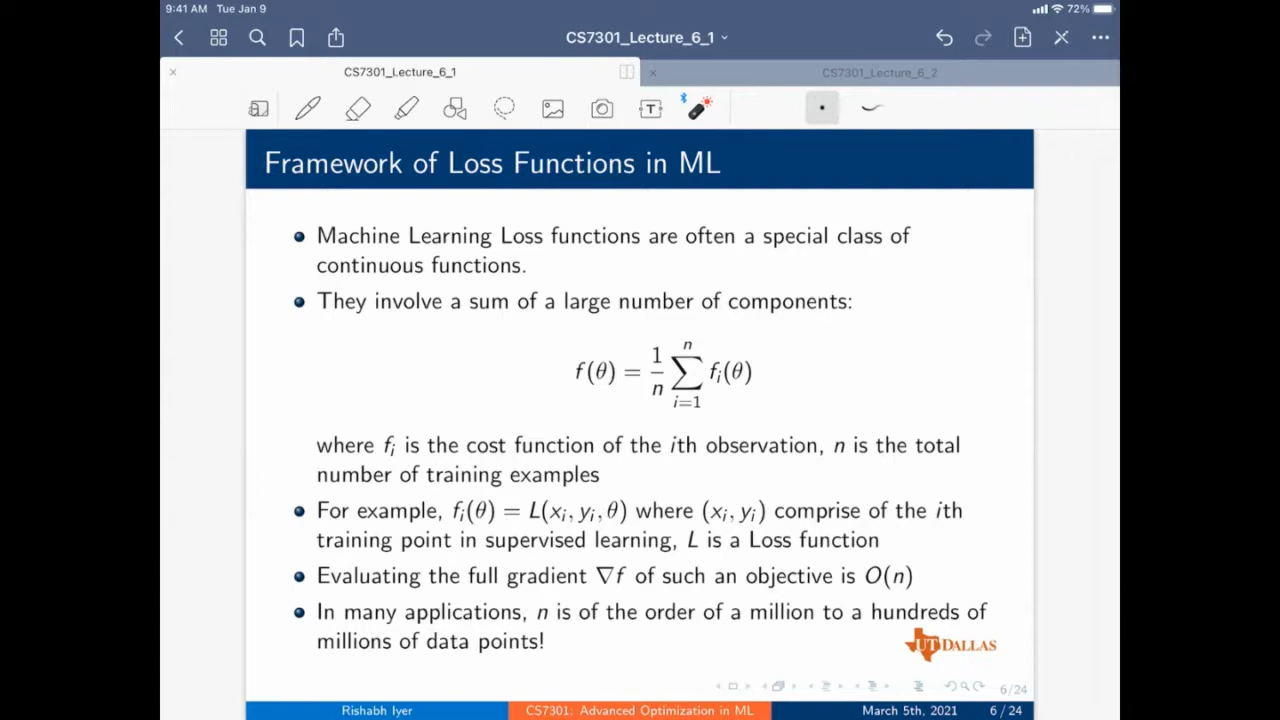 9:41 AM Tue Jan 9
72%
CS7301_Lecture_6_1
CS7301_Lecture_6_1
CS7301_Lecture_6_2
T
Framework of Loss Functions in ML
Machine Learning Loss functions are often a special class of
continuous functions.
They involve a sum of a large number of components:
f(θ) = 1/n ∑_{i=1}^{n} f_i(θ)
where f_i is the cost function of the ith observation, n is the total
number of training examples
For example, f_i(θ) = L(x_i, y_i, θ) where (x_i, y_i) comprise of the ith
training point in supervised learning, L is a Loss function
Evaluating the full gradient ∇f of such an objective is O(n)
In many applications, n is of the order of a million to a hundreds of
millions of data points!
UT DALLAS
6/24
Rishabh Iyer
CS7301: Advanced Optimization in ML
March 5th, 2021
6 / 24